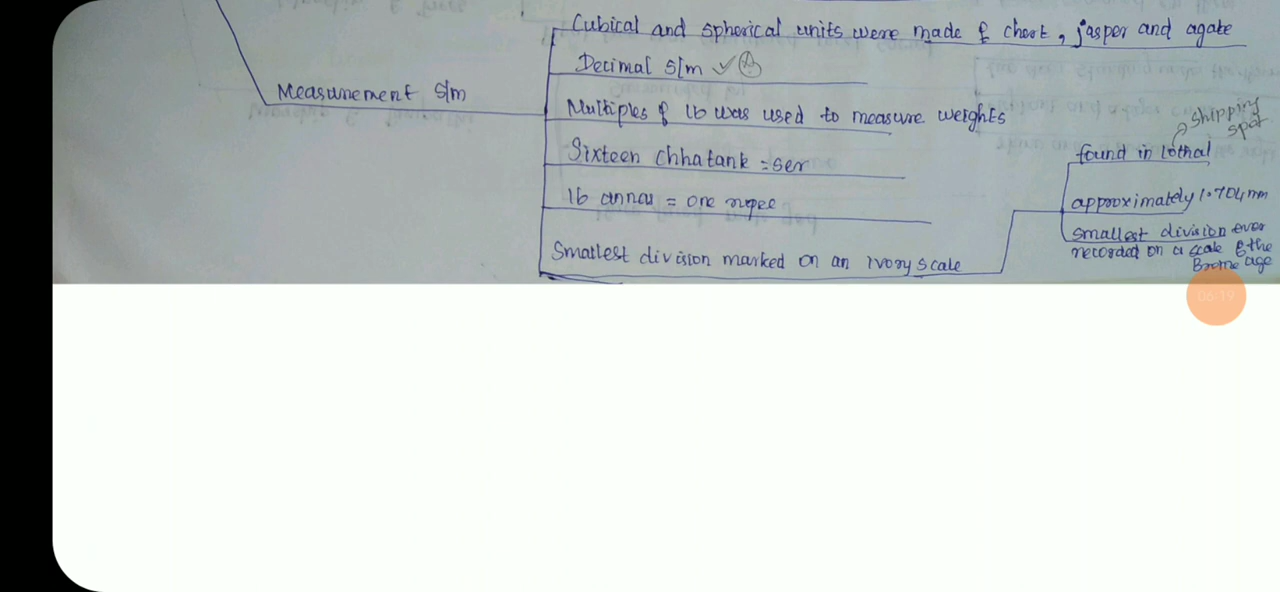 Cubical and spherical units were made of chert, jasper and agate
Decimal s/m
Measurement s/m
Multiples of 16 was used to measure weights
Shipping
spot
Sixteen chhatank = ser
found in lothal
16 annas = one rupee
approximately 1.704 mm
smallest division ever
recorded on a scale of the
Bronze age
Smallest division marked on an Ivory scale
06:19